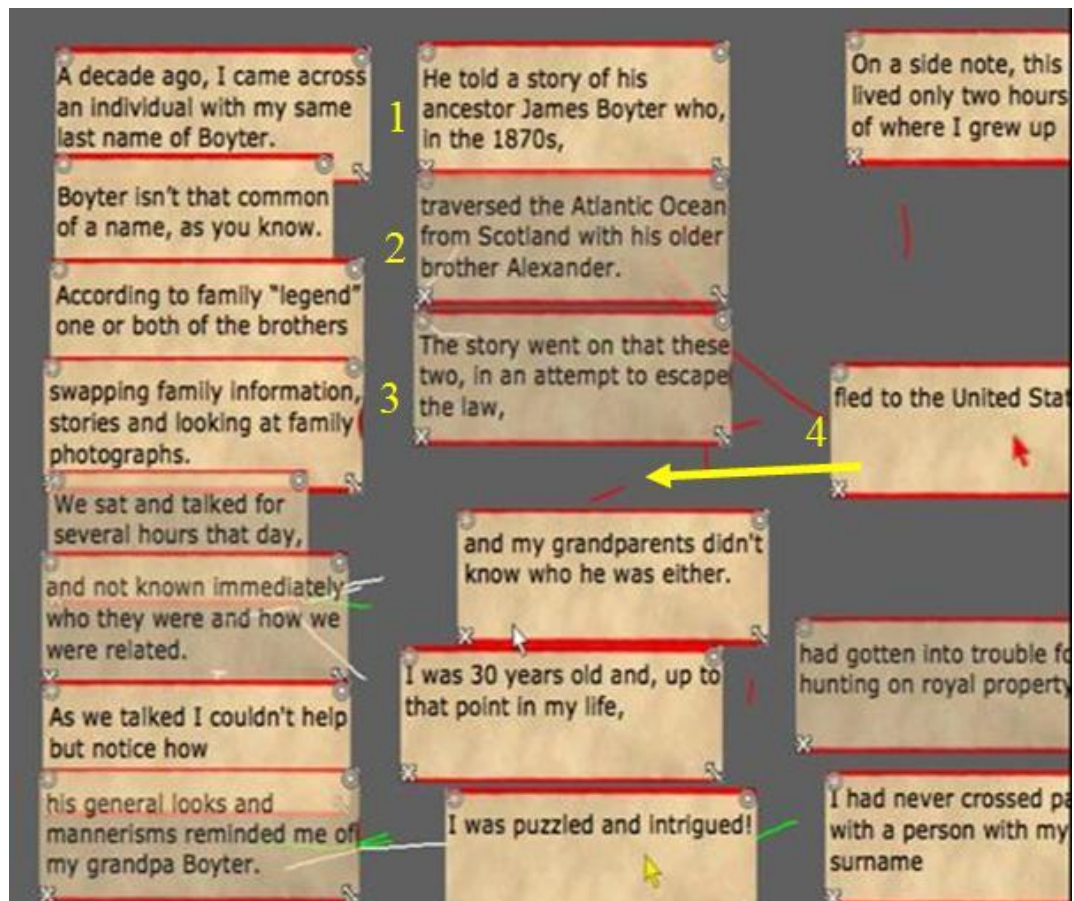 A decade ago, I came across
an individual with my same
last name of Boyter.
Boyter isn't that common
of a name, as you know.
According to family “legend”
one or both of the brothers
swapping family information,
stories and looking at family
photographs.
We sat and talked for
several hours that day,
and not known immediately
who they were and how we
were related.
As we talked I couldn't help
but notice how
his general looks and
mannerisms reminded me of
my grandpa Boyter.
1
He told a story of his
ancestor James Boyter who,
in the 1870s,
2
traversed the Atlantic Ocean
from Scotland with his older
brother Alexander.
3
The story went on that these
two, in an attempt to escape
the law,
and my grandparents didn't
know who he was either.
I was 30 years old and, up to
that point in my life,
I was puzzled and intrigued!
On a side note, this
lived only two hours
of where I grew up
4
fled to the United
had gotten into trouble
hunting on royal property
I had never crossed
with a person with my
surname